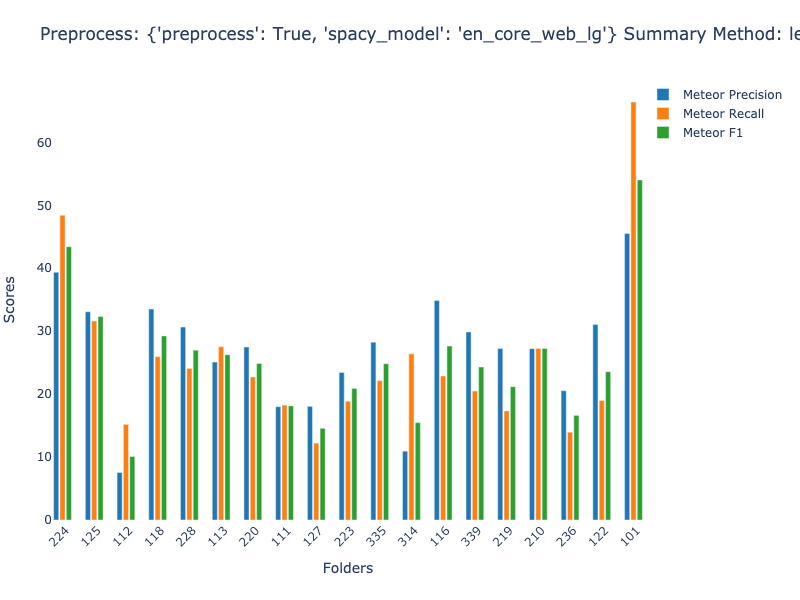 Preprocess: {'preprocess': True, 'spacy_model': 'en_core_web_lg'} Summary Method: le
Meteor Precision
Meteor Recall
Meteor F1
60
50
40
30
20
10
0
Scores
224 125 112 118 228 113 220 111 127 223 335 314 116 339 219 210 236 122 101
Folders